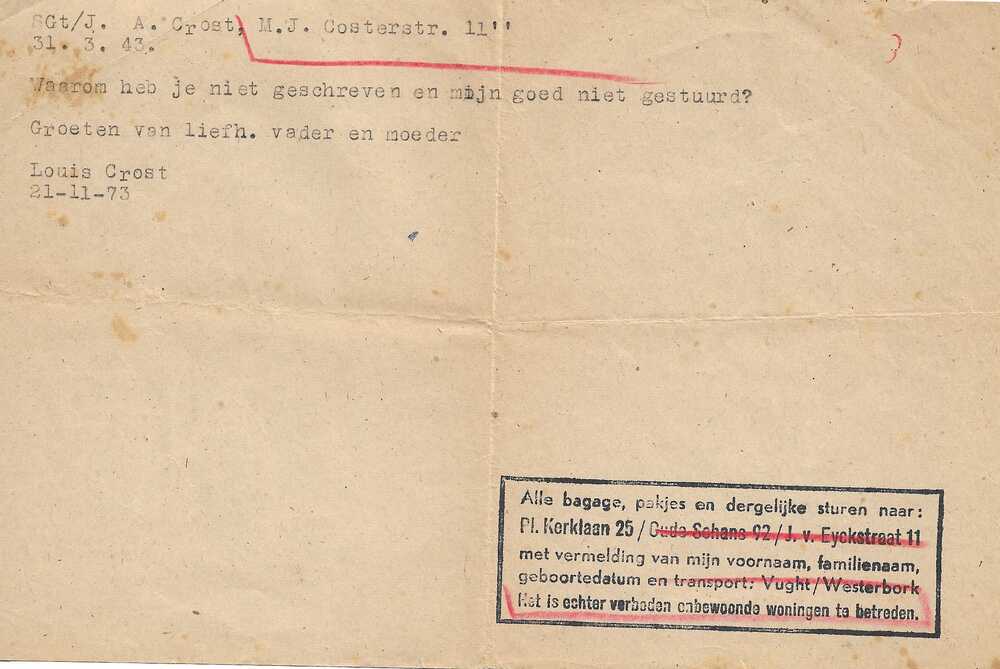 SGt/J. A. Crost, M.J. Costerstr. 11''
31. 3. 43.
3
Waarom heb je niet geschreven en mijn goed niet gestuurd?
Groeten van liefh. vader en moeder
Louis Crost
21-11-73
Alle bagage, pakjes en dergelijke sturen naar:
Pl. Kerklaan 25 / Oude Schans 92 / J. v. Eyckstraat 11
met vermelding van mijn voornaam, familienaam,
geboortedatum en transport: Vught/Westerbork
Het is echter verboden onbewoonde woningen te betreden.